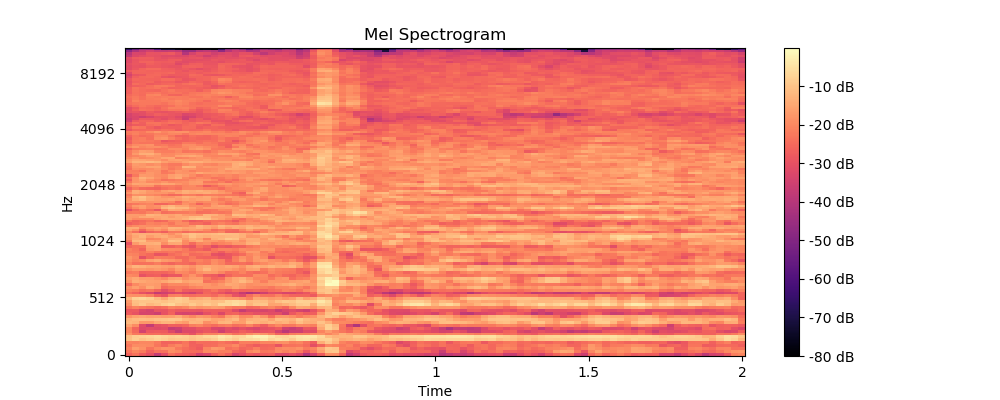 Mel Spectrogram
Hz
8192
4096
2048
1024
512
0
0 0.5 1 1.5 2
Time
-10 dB
-20 dB
-30 dB
-40 dB
-50 dB
-60 dB
-70 dB
-80 dB